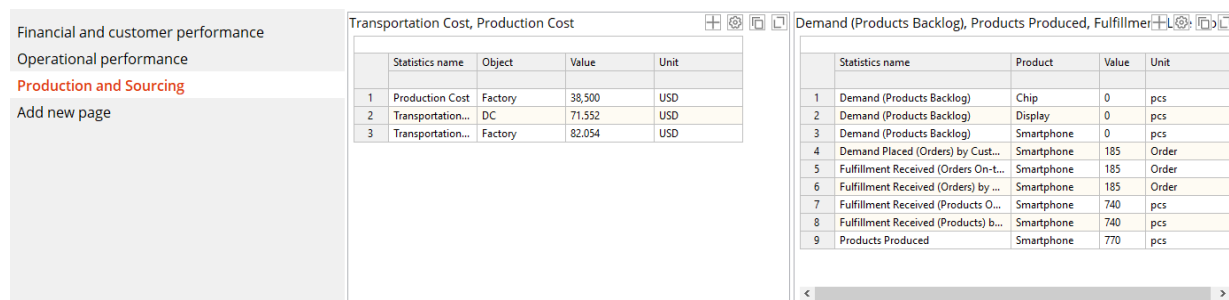 Financial and customer performance
Operational performance
Production and Sourcing
Add new page
Transportation Cost, Production Cost
Statistics name Object Value Unit
1 Production Cost Factory 38,500 USD
2 Transportation... DC 71.552 USD
3 Transportation... Factory 82.054 USD
Demand (Products Backlog), Products Produced, Fulfillmer
Statistics name Product Value Unit
1 Demand (Products Backlog) Chip 0 pcs
2 Demand (Products Backlog) Display 0 pcs
3 Demand (Products Backlog) Smartphone 0 pcs
4 Demand Placed (Orders) by Cust... Smartphone 185 Order
5 Fulfillment Received (Orders On-t... Smartphone 185 Order
6 Fulfillment Received (Orders) by ... Smartphone 185 Order
7 Fulfillment Received (Products O... Smartphone 740 pcs
8 Fulfillment Received (Products) b... Smartphone 740 pcs
9 Products Produced Smartphone 770 pcs